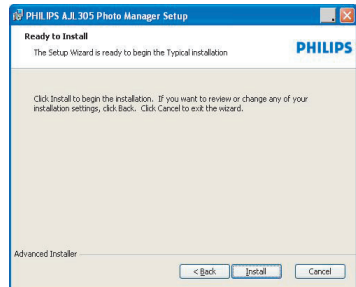 PHILIPS AJL305 Photo Manager Setup
Ready to Install
The Setup Wizard is ready to begin the Typical installation
PHILIPS
Click Install to begin the installation. If you want to review or change any of your
installation settings, click Back. Click Cancel to exit the wizard.
Advanced Installer
< Back
Install
Cancel